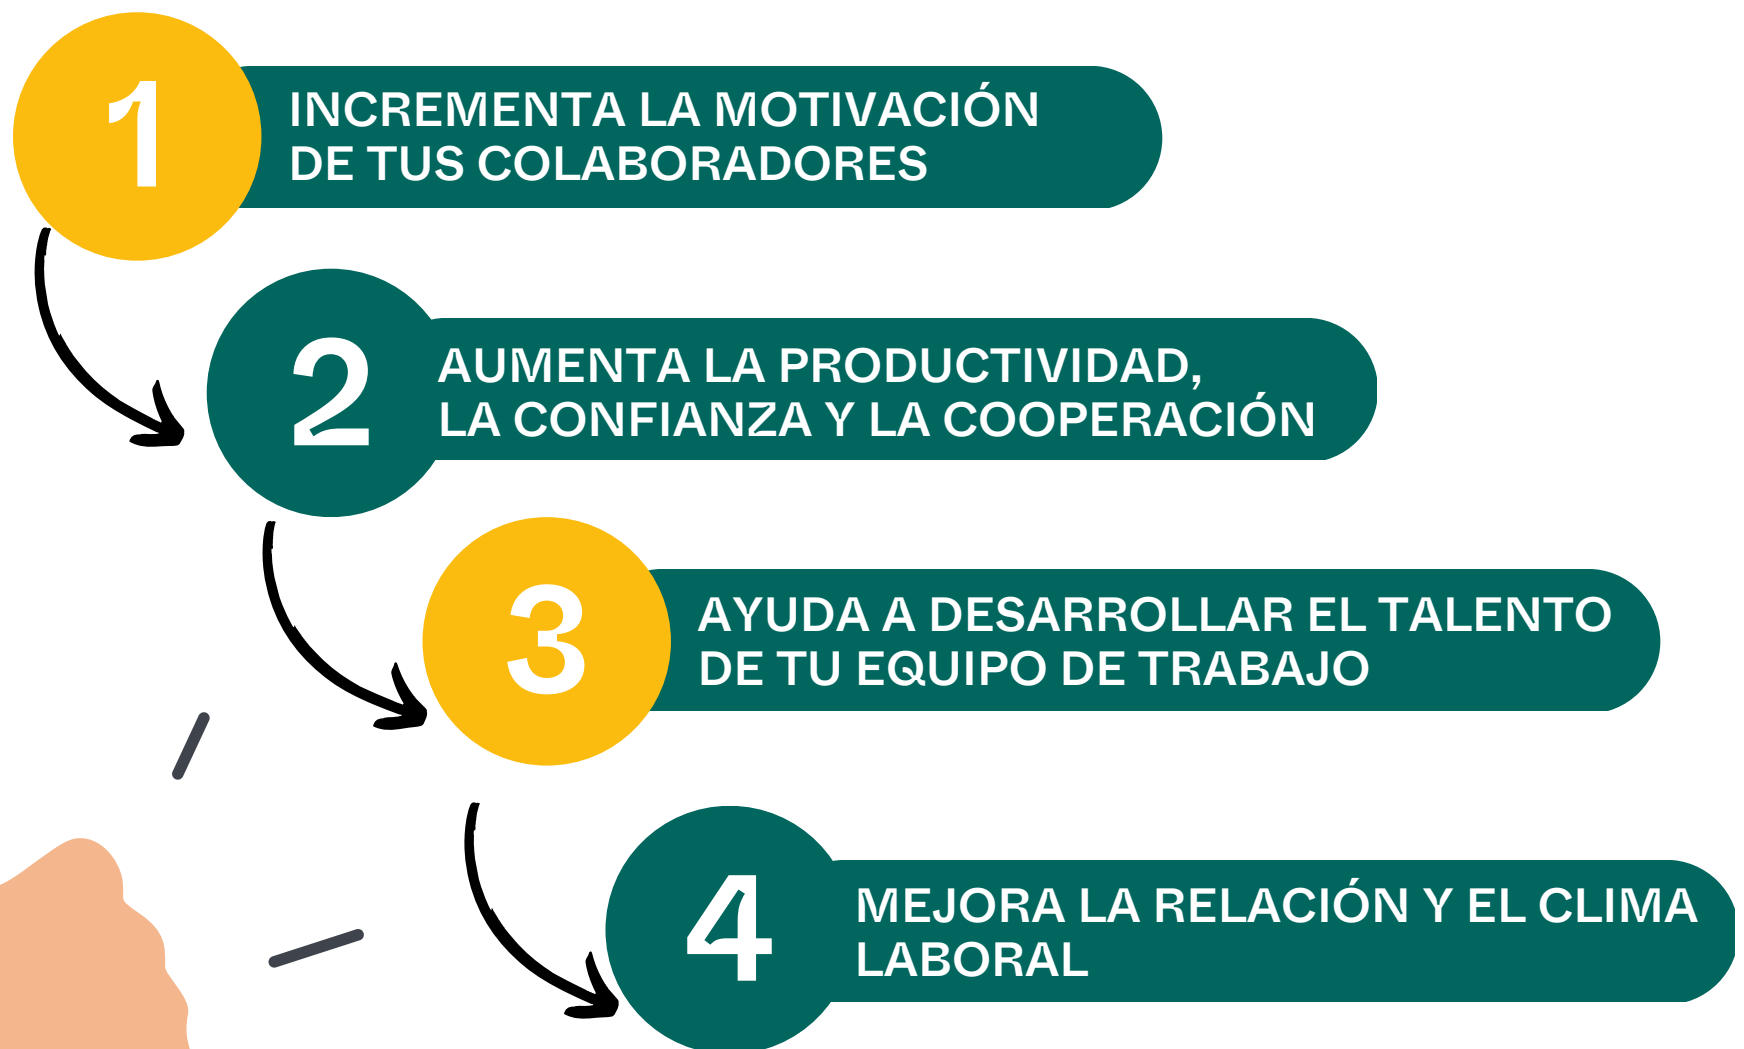 1
INCREMENTA LA MOTIVACIÓN
DE TUS COLABORADORES
2
AUMENTA LA PRODUCTIVIDAD,
LA CONFIANZA Y LA COOPERACIÓN
3
AYUDA A DESARROLLAR EL TALENTO
DE TU EQUIPO DE TRABAJO
4
MEJORA LA RELACIÓN Y EL CLIMA
LABORAL